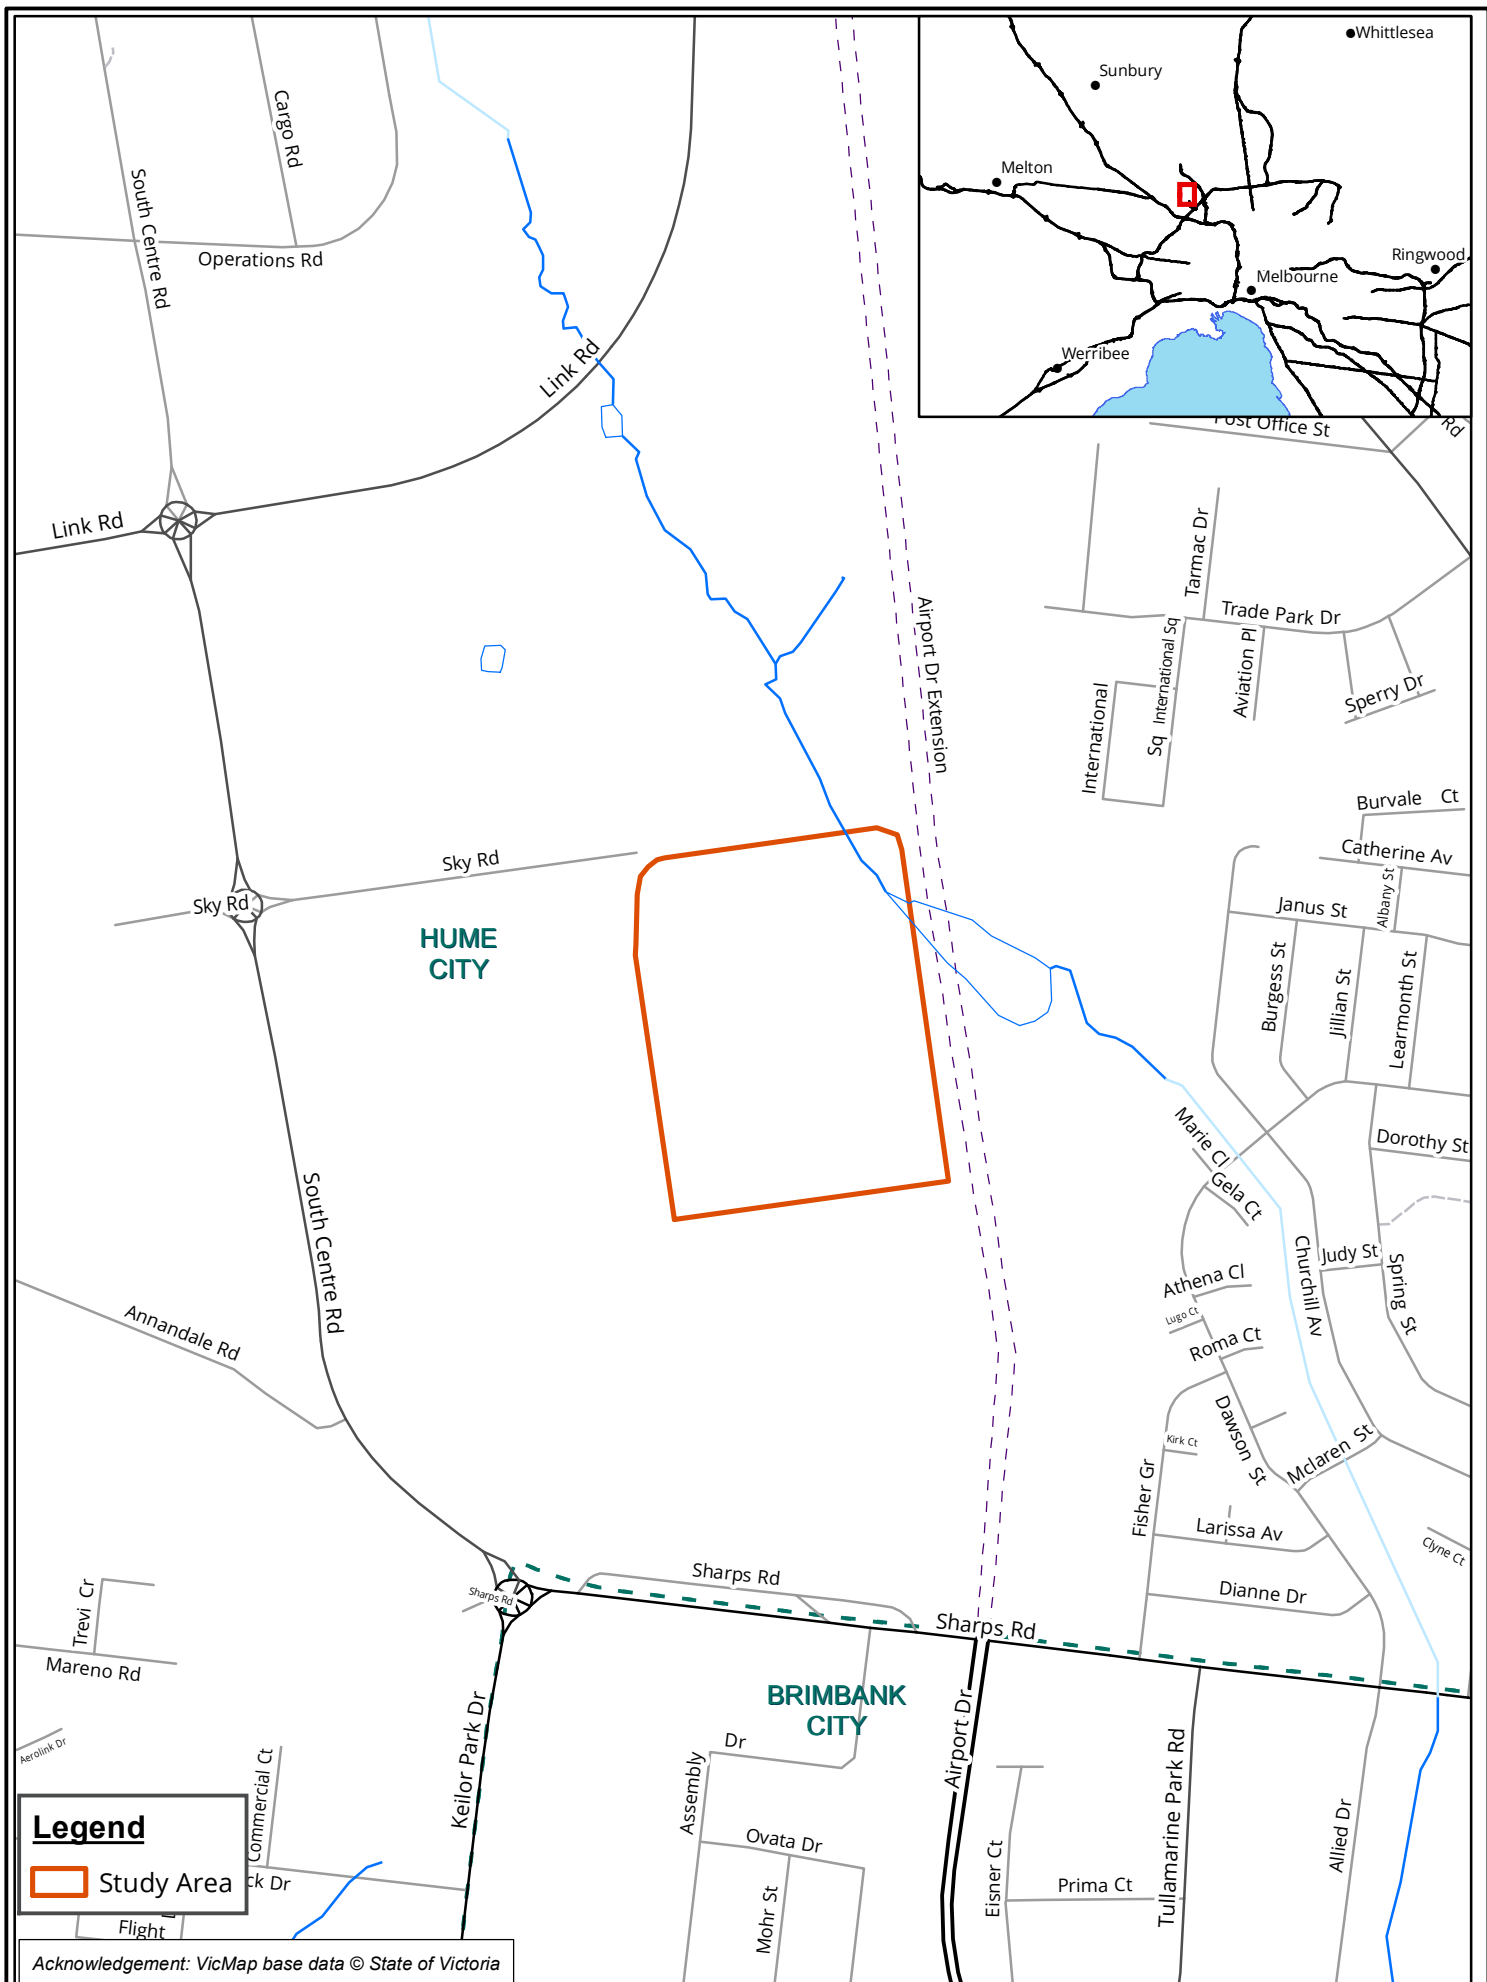 Whittlesea
Sunbury
Melton
Ringwood
Melbourne
Werribee
Cargo Rd
South Centre Rd
Operations Rd
Link Rd
Link Rd
Post Office St
Rd
Tarmac Dr
Trade Park Dr
International Sq
Aviation Pl
Sperry Dr
International
Sq
Airport Dr Extension
Burvale Ct
Catherine Av
Albany St
Janus St
Sky Rd
Sky Rd
HUME
CITY
Burgess St
Jillian St
Learmonth St
Marie Cl
Dorothy St
Gela Ct
South Centre Rd
Churchill Av
Judy St
Spring St
Athena Cl
Lugo Ct
Roma Ct
Annandale Rd
Dawson St
Kirk Ct
Mclaren St
Fisher Gr
Larissa Av
Clyne Ct
Dianne Dr
Sharps Rd
Sharps Rd
Sharps Rd
Trevi Cr
Mareno Rd
BRIMBANK
CITY
Keilor Park Dr
Airport Dr
Aerolink Dr
Assembly
Dr
Tullamarine Park Rd
Commercial Ct
Ovata Dr
Allied Dr
Eisner Ct
Prima Ct
Mohr St
Legend
Study Area
ck Dr
Flight
Acknowledgement: VicMap base data © State of Victoria